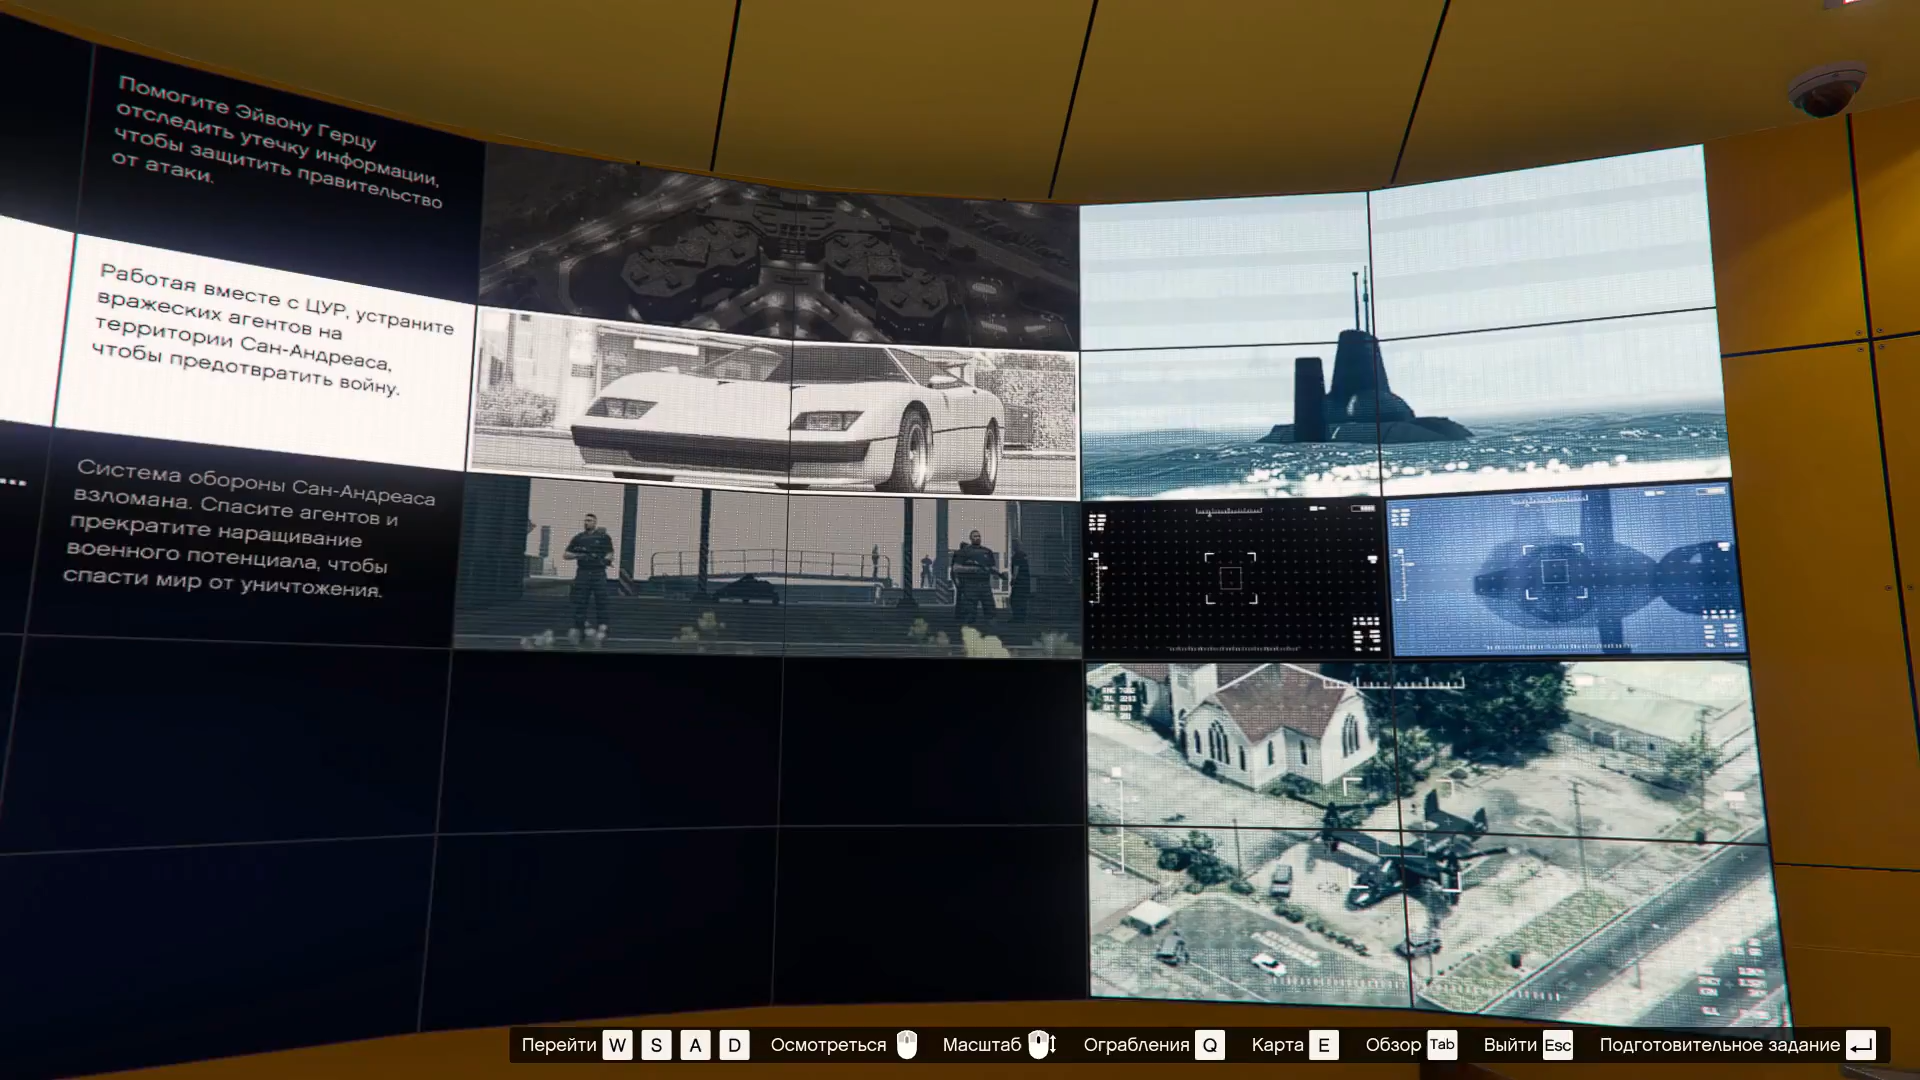 Помогите Эйвону Герцу
отследить утечку информации,
чтобы защитить правительство
от атаки.
Работая вместе с ЦУР, устраните
вражеских агентов на
территории Сан-Андреаса,
чтобы предотвратить войну.
Система обороны Сан-Андреаса
взломана. Спасите агентов и
прекратите наращивание
военного потенциала, чтобы
спасти мир от уничтожения.
Перейти W S A D Осмотреться Масштаб Ограбления Q Карта E Обзор Tab Выйти Esc Подготовительное задание